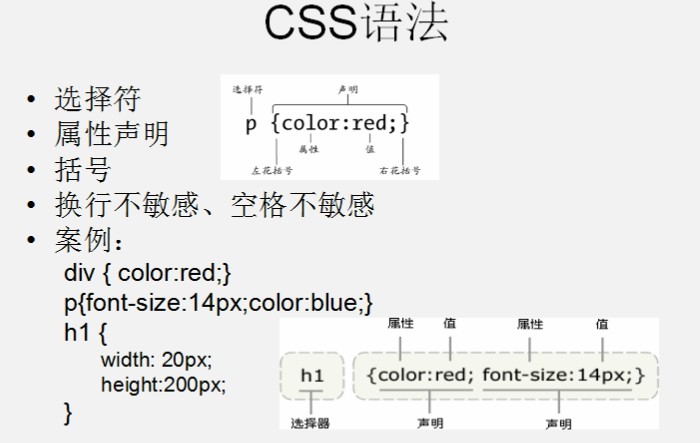 CSS语法
• 选择符
• 属性声明
• 括号
• 换行不敏感、空格不敏感
• 案例：
div { color:red;}
p{font-size:14px;color:blue;}
h1 {
width: 20px;
height:200px;
}
选择符 声明
p {color:red;}
属性 值
左花括号 右花括号
属性 值 属性 值
h1 {color:red; font-size:14px;}
选择器 声明 声明